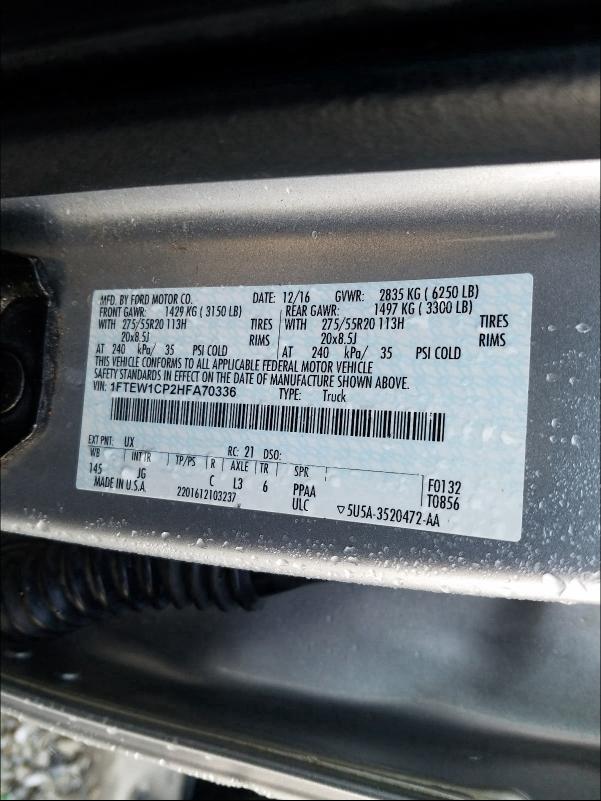 MFD. BY FORD MOTOR CO. DATE: 12/16 GVWR: 2835 KG ( 6250 LB)
FRONT GAWR: 1429 KG ( 3150 LB) REAR GAWR: 1497 KG ( 3300 LB)
WITH 275/55R20 113H TIRES WITH 275/55R20 113H TIRES
20x8.5J RIMS 20x8.5J RIMS
AT 240 kPa/ 35 PSI COLD AT 240 kPa/ 35 PSI COLD
THIS VEHICLE CONFORMS TO ALL APPLICABLE FEDERAL MOTOR VEHICLE
SAFETY STANDARDS IN EFFECT ON THE DATE OF MANUFACTURE SHOWN ABOVE.
VIN: 1FTEW1CP2HFA70336 TYPE: Truck
EXT PNT: UX RC: 21 DSO:
WB INT TR TP/PS R AXLE TR SPR F0132
145 JG C L3 6 PPAA T0856
MADE IN U.S.A. 2201612103237 ULC ▽5U5A-3520472-AA